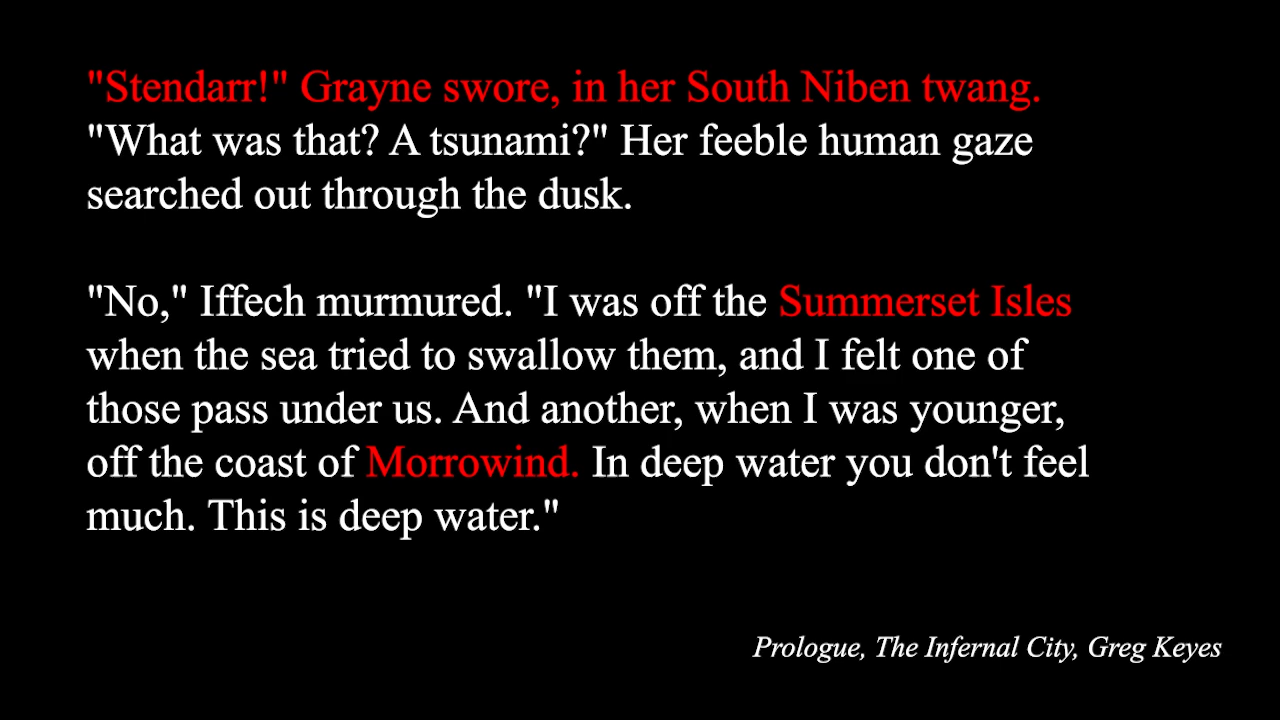 "Stendarr!" Grayne swore, in her South Niben twang.
"What was that? A tsunami?" Her feeble human gaze
searched out through the dusk.
"No," Iffech murmured. "I was off the Summerset Isles
when the sea tried to swallow them, and I felt one of
those pass under us. And another, when I was younger,
off the coast of Morrowind. In deep water you don't feel
much. This is deep water."
Prologue, The Infernal City, Greg Keyes